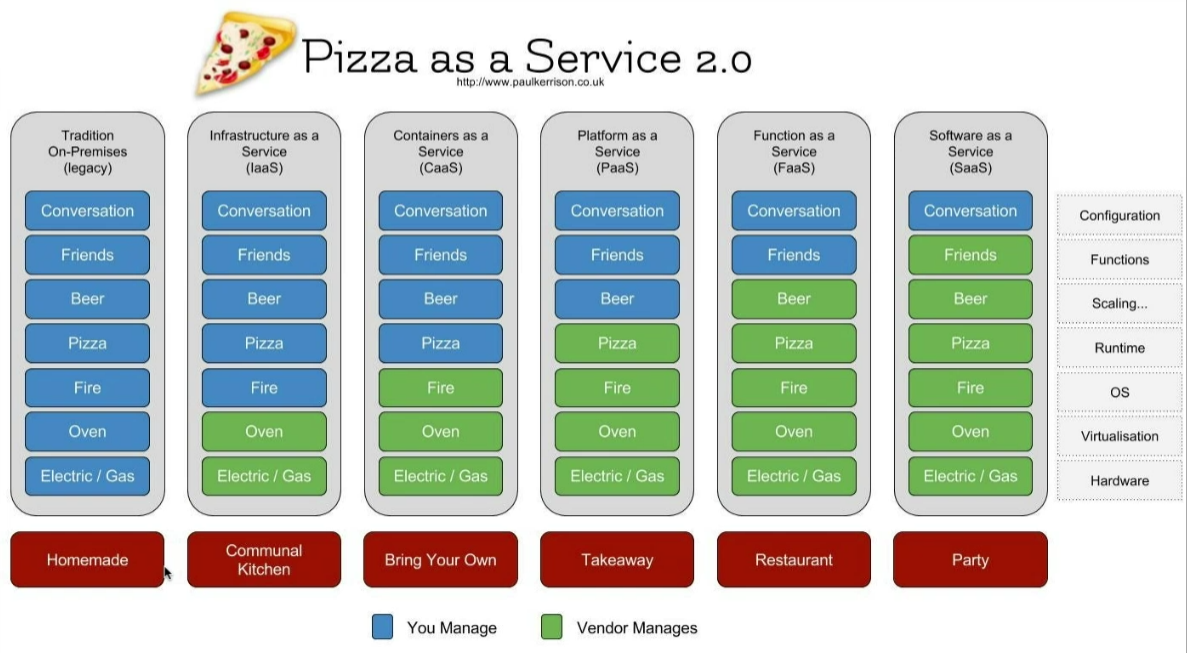 Pizza as a Service 2.0
http://www.paulkerrison.co.uk
Tradition
On-Premises
(legacy)
Conversation
Friends
Beer
Pizza
Fire
Oven
Electric / Gas
Homemade
Infrastructure as a
Service
(IaaS)
Conversation
Friends
Beer
Pizza
Fire
Oven
Electric / Gas
Communal
Kitchen
Containers as a
Service
(CaaS)
Conversation
Friends
Beer
Pizza
Fire
Oven
Electric / Gas
Bring Your Own
Platform as a
Service
(PaaS)
Conversation
Friends
Beer
Pizza
Fire
Oven
Electric / Gas
Takeaway
Function as a
Service
(FaaS)
Conversation
Friends
Beer
Pizza
Fire
Oven
Electric / Gas
Restaurant
Software as a
Service
(SaaS)
Conversation
Friends
Beer
Pizza
Fire
Oven
Electric / Gas
Party
Configuration
Functions
Scaling...
Runtime
OS
Virtualisation
Hardware
You Manage
Vendor Manages